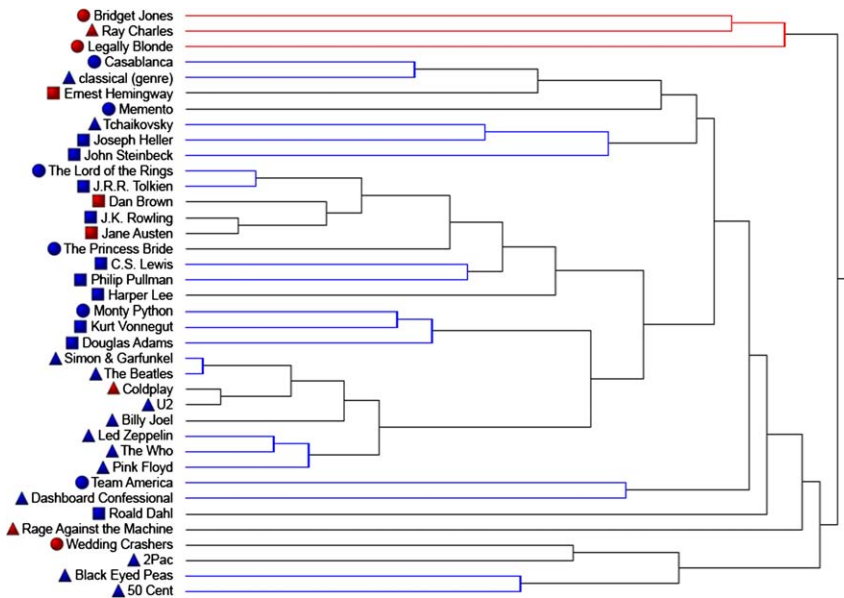 Bridget Jones
Ray Charles
Legally Blonde
Casablanca
classical (genre)
Ernest Hemingway
Memento
Tchaikovsky
Joseph Heller
John Steinbeck
The Lord of the Rings
J.R.R. Tolkien
Dan Brown
J.K. Rowling
Jane Austen
The Princess Bride
C.S. Lewis
Philip Pullman
Harper Lee
Monty Python
Kurt Vonnegut
Douglas Adams
Simon & Garfunkel
The Beatles
Coldplay
U2
Billy Joel
Led Zeppelin
The Who
Pink Floyd
Team America
Dashboard Confessional
Roald Dahl
Rage Against the Machine
Wedding Crashers
2Pac
Black Eyed Peas
50 Cent